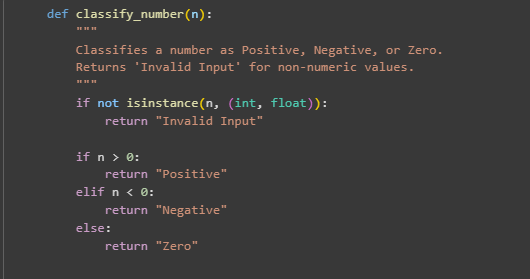 def classify_number(n):
    """
    Classifies a number as Positive, Negative, or Zero.
    Returns 'Invalid Input' for non-numeric values.
    """
    if not isinstance(n, (int, float)):
        return "Invalid Input"

    if n > 0:
        return "Positive"
    elif n < 0:
        return "Negative"
    else:
        return "Zero"